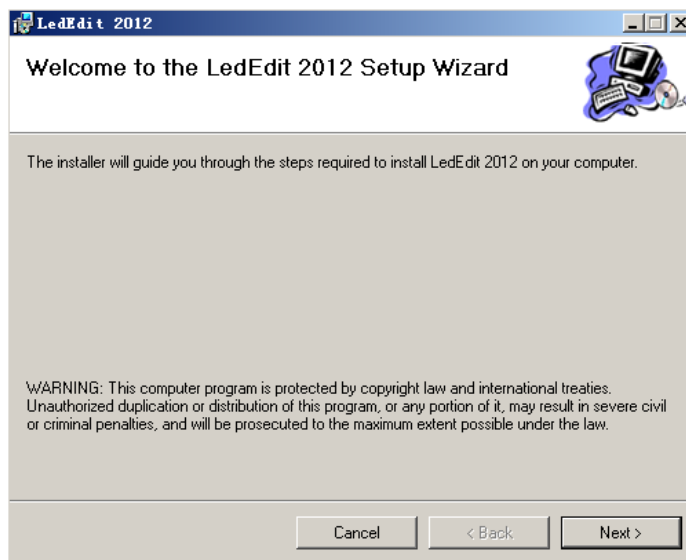 LedEdit 2012
Welcome to the LedEdit 2012 Setup Wizard
The installer will guide you through the steps required to install LedEdit 2012 on your computer.
WARNING: This computer program is protected by copyright law and international treaties.
Unauthorized duplication or distribution of this program, or any portion of it, may result in severe civil
or criminal penalties, and will be prosecuted to the maximum extent possible under the law.
Cancel
< Back
Next >